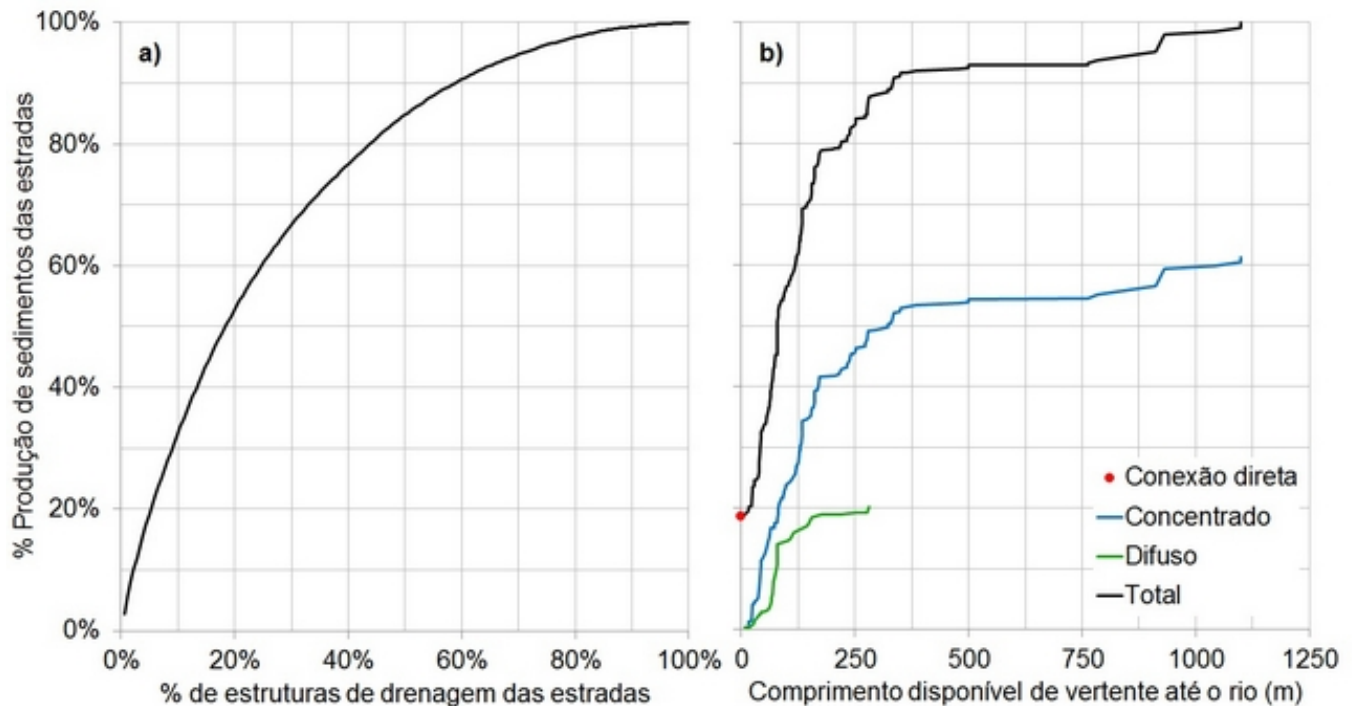 % Produção de sedimentos das estradas
100%
80%
60%
40%
20%
0%
a)
0% 20% 40% 60% 80% 100%
% de estruturas de drenagem das estradas
b)
Conexão direta
Concentrado
Difuso
Total
0 250 500 750 1000 1250
Comprimento disponível de vertente até o rio (m)